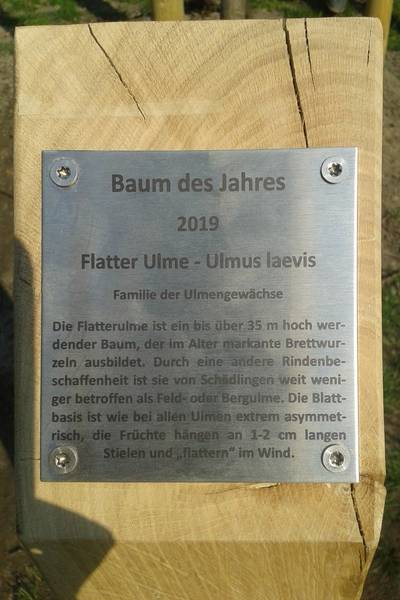 Baum des Jahres
2019
Flatter Ulme - Ulmus laevis
Familie der Ulmengewächse
Die Flatterulme ist ein bis über 35 m hoch wer-
dender Baum, der im Alter markante Brettwur-
zeln ausbildet. Durch eine andere Rindenbe-
schaffenheit ist sie von Schädlingen weit weni-
ger betroffen als Feld- oder Bergulme. Die Blatt-
basis ist wie bei allen Ulmen extrem asymmet-
risch, die Früchte hängen an 1-2 cm langen
Stielen und „flattern" im Wind.